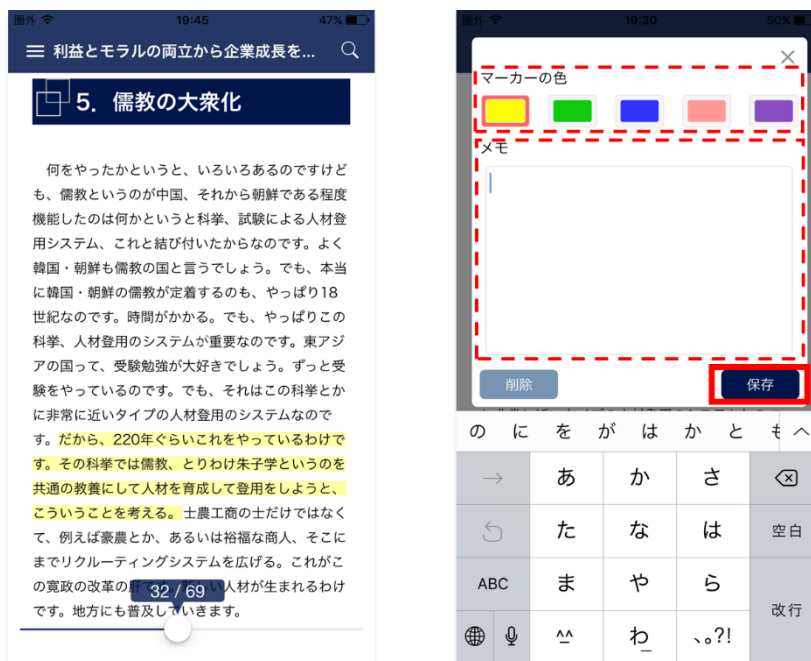 圏外 19:45 47%
利益とモラルの両立から企業成長を...
5. 儒教の大衆化
何をやったかというと、いろいろあるのですけど
も、儒教というのが中国、それから朝鮮である程度
機能したのは何かというと科挙、試験による人材登
用システム、これと結び付いたからなのです。よく
韓国・朝鮮も儒教の国と言うでしょう。でも、本当
に韓国・朝鮮の儒教が定着するのも、やっぱり18
世紀なのです。時間がかかる。でも、やっぱりこの
科挙、人材登用のシステムが重要なのです。東アジ
アの国って、受験勉強が大好きでしょう。ずっと受
験をやっているのです。でも、それはこの科挙とか
に非常に近いタイプの人材登用のシステムなので
す。だから、220年ぐらいこれをやっているわけで
す。その科挙では儒教、とりわけ朱子学というのを
共通の教養にして人材を育成して登用をしようと、
こういうことを考える。士農工商の士だけではなく
て、例えば豪農とか、あるいは裕福な商人、そこに
までリクルーティングシステムを広げる。これがこ
の寛政の改革の肝で 人材が生まれるわけ
32 / 69
です。地方にも普及していきます。
圏外 19:30 50%
マーカーの色
メモ
削除 保存
の に を が は か と も
→ あ か さ
た な は 空白
ABC ま や ら 改行
^^ わ 、。?!